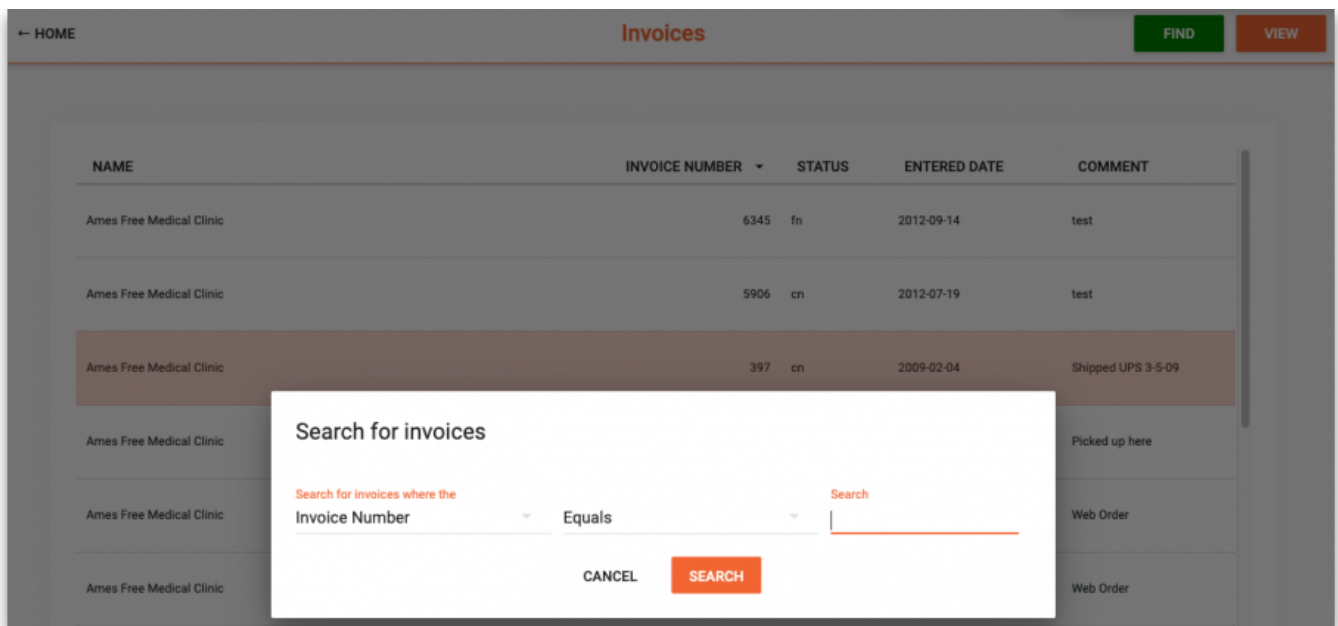 ← HOME Invoices FIND VIEW
NAME INVOICE NUMBER STATUS ENTERED DATE COMMENT
Ames Free Medical Clinic 6345 fn 2012-09-14 test
Ames Free Medical Clinic 5906 cn 2012-07-19 test
Ames Free Medical Clinic 397 cn 2009-02-04 Shipped UPS 3-5-09
Ames Free Medical Clinic Picked up here
Search for invoices
Search for invoices where the Search
Invoice Number Equals
Ames Free Medical Clinic Web Order
CANCEL SEARCH
Ames Free Medical Clinic Web Order